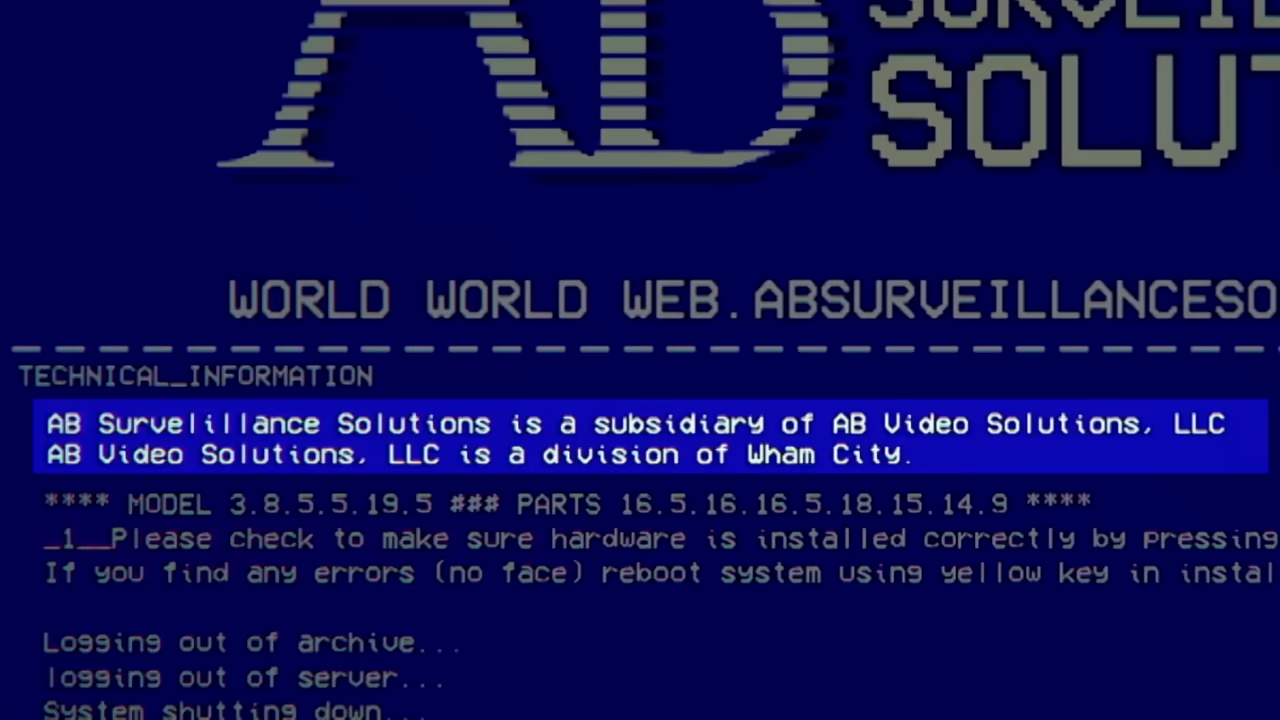 AB
SOLUT
WORLD WORLD WEB.ABSURVEILLANCESO
TECHNICAL_INFORMATION
AB Survelillance Solutions is a subsidiary of AB Video Solutions, LLC
AB Video Solutions, LLC is a division of Wham City.
**** MODEL 3.8.5.5.19.5 ### PARTS 16.5.16.16.5.18.15.14.9 ****
_1__Please check to make sure hardware is installed correctly by pressing
If you find any errors (no face) reboot system using yellow key in instal
Logging out of archive...
logging out of server...
System shutting down...